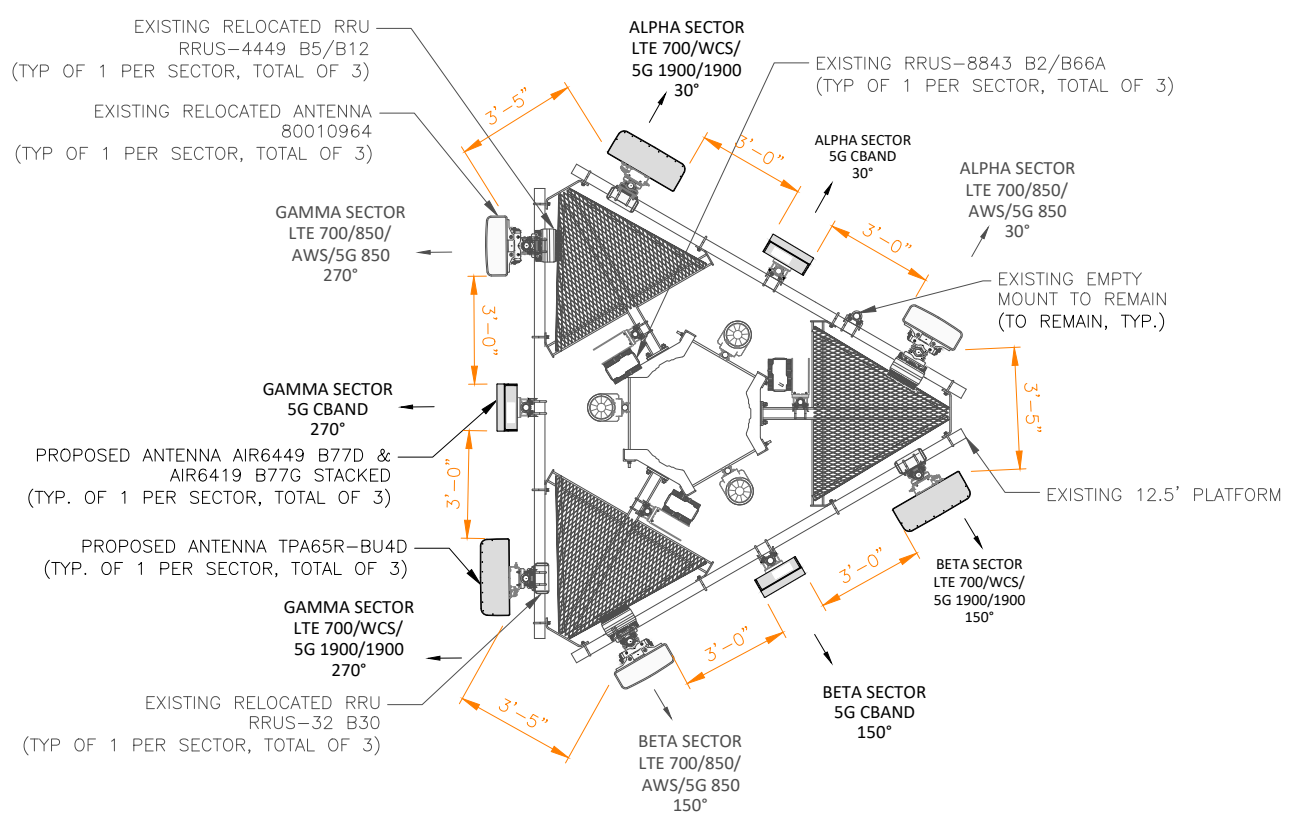 EXISTING RELOCATED RRU
RRUS-4449 B5/B12
(TYP OF 1 PER SECTOR, TOTAL OF 3)
EXISTING RELOCATED ANTENNA
80010964
(TYP OF 1 PER SECTOR, TOTAL OF 3)
ALPHA SECTOR
LTE 700/WCS/
5G 1900/1900
30°
EXISTING RRUS-8843 B2/B66A
(TYP OF 1 PER SECTOR, TOTAL OF 3)
3'-5"
3'-0"
ALPHA SECTOR
5G CBAND
30°
ALPHA SECTOR
LTE 700/850/
AWS/5G 850
30°
3'-0"
GAMMA SECTOR
LTE 700/850/
AWS/5G 850
270°
EXISTING EMPTY
MOUNT TO REMAIN
(TO REMAIN, TYP.)
3'-0"
3'-5"
GAMMA SECTOR
5G CBAND
270°
PROPOSED ANTENNA AIR6449 B77D &
AIR6419 B77G STACKED
(TYP. OF 1 PER SECTOR, TOTAL OF 3)
3'-0"
EXISTING 12.5' PLATFORM
PROPOSED ANTENNA TPA65R-BU4D
(TYP. OF 1 PER SECTOR, TOTAL OF 3)
3'-0"
BETA SECTOR
LTE 700/WCS/
5G 1900/1900
150°
GAMMA SECTOR
LTE 700/WCS/
5G 1900/1900
270°
3'-0"
BETA SECTOR
5G CBAND
150°
EXISTING RELOCATED RRU
RRUS-32 B30
(TYP OF 1 PER SECTOR, TOTAL OF 3)
3'-5"
BETA SECTOR
LTE 700/850/
AWS/5G 850
150°